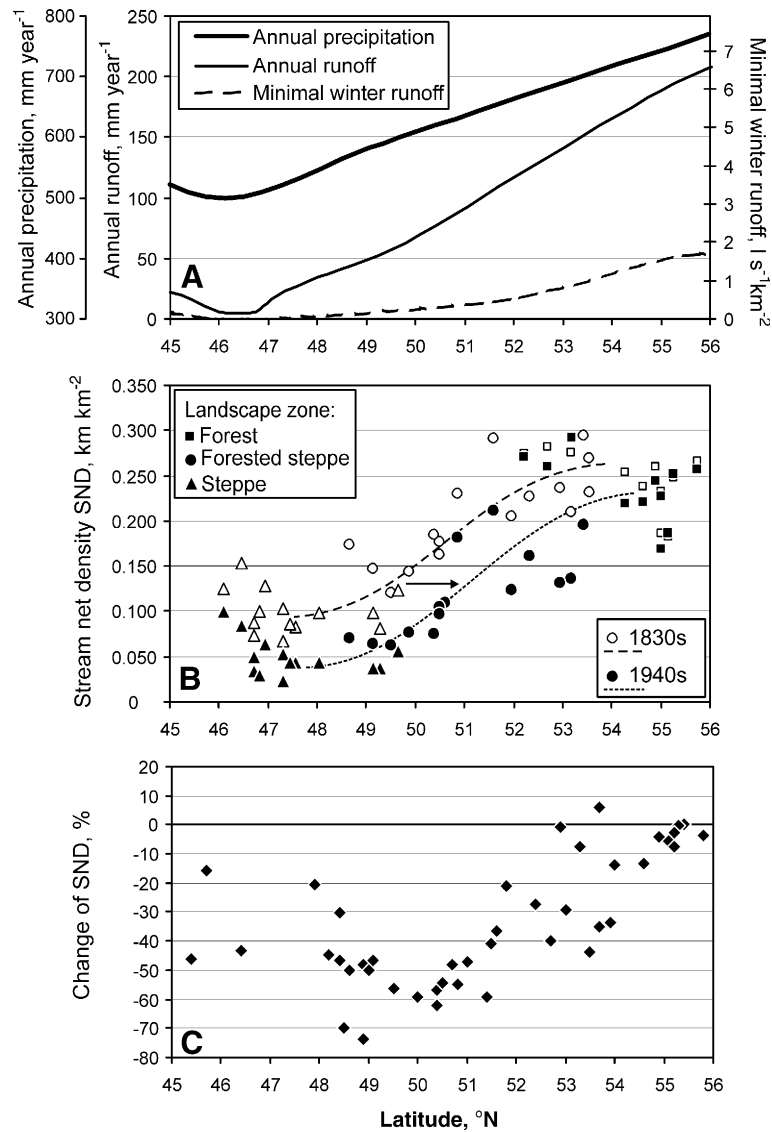 Annual precipitation, mm year-1
800
700
600
500
400
300
Annual runoff, mm year-1
250
200
150
100
50
0
Annual precipitation
Annual runoff
Minimal winter runoff
A
Minimal winter runoff, l s-1km-2
7
6
5
4
3
2
1
0
45 46 47 48 49 50 51 52 53 54 55 56
Stream net density SND, km km-2
0.350
0.300
0.250
0.200
0.150
0.100
0.050
0
Landscape zone:
Forest
Forested steppe
Steppe
B
1830s
1940s
45 46 47 48 49 50 51 52 53 54 55 56
Change of SND, %
20
10
0
-10
-20
-30
-40
-50
-60
-70
-80
C
45 46 47 48 49 50 51 52 53 54 55 56
Latitude, °N